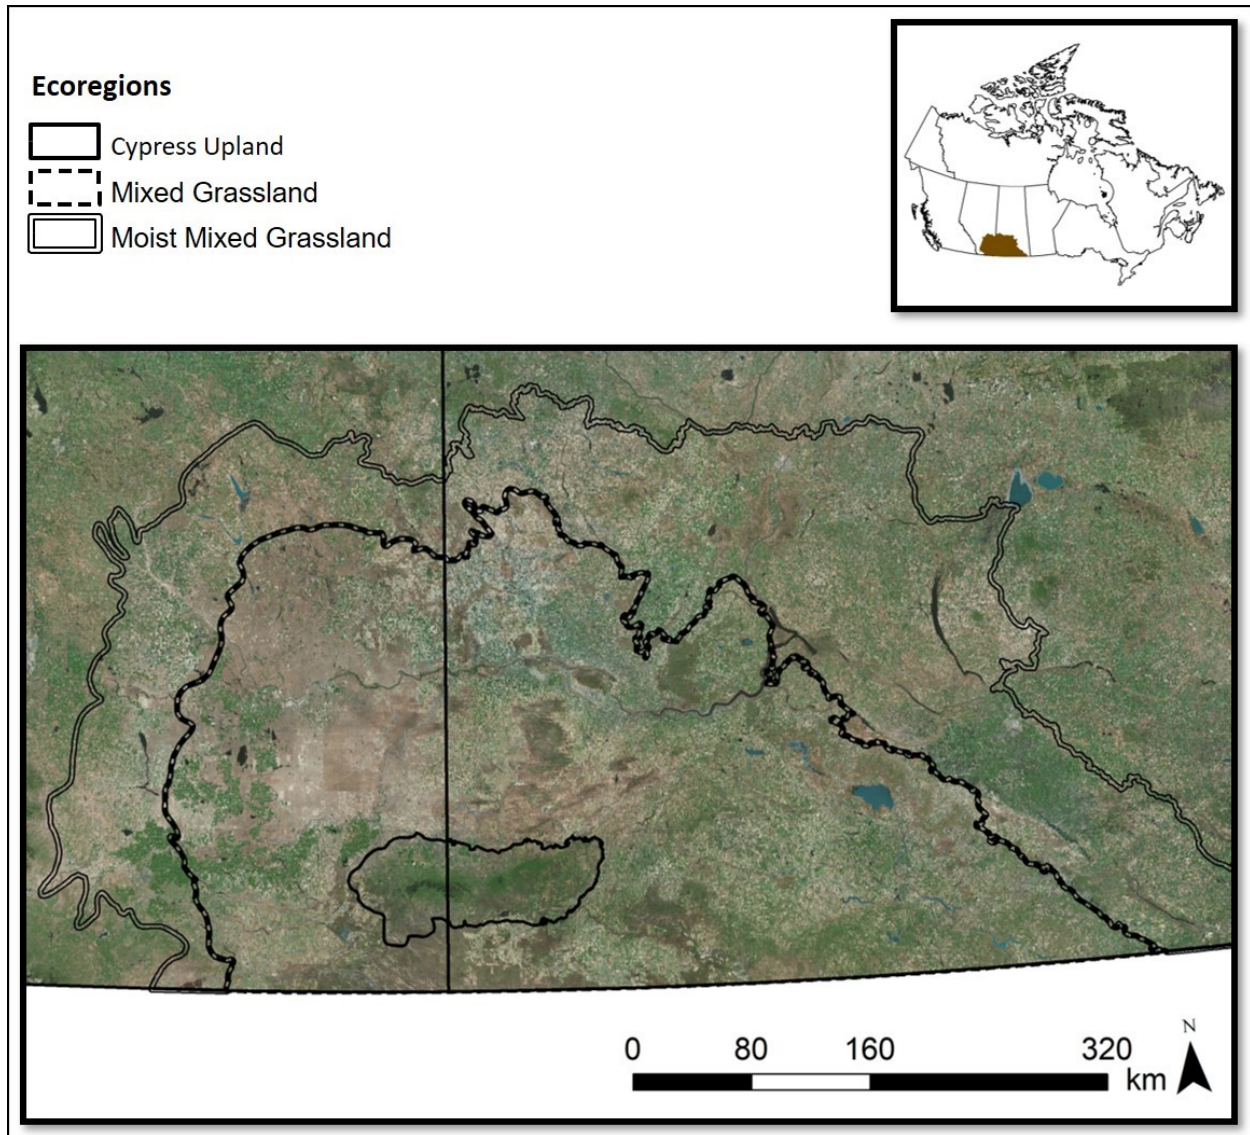 Ecoregions
Cypress Upland
Mixed Grassland
Moist Mixed Grassland
0 80 160 320
km
N